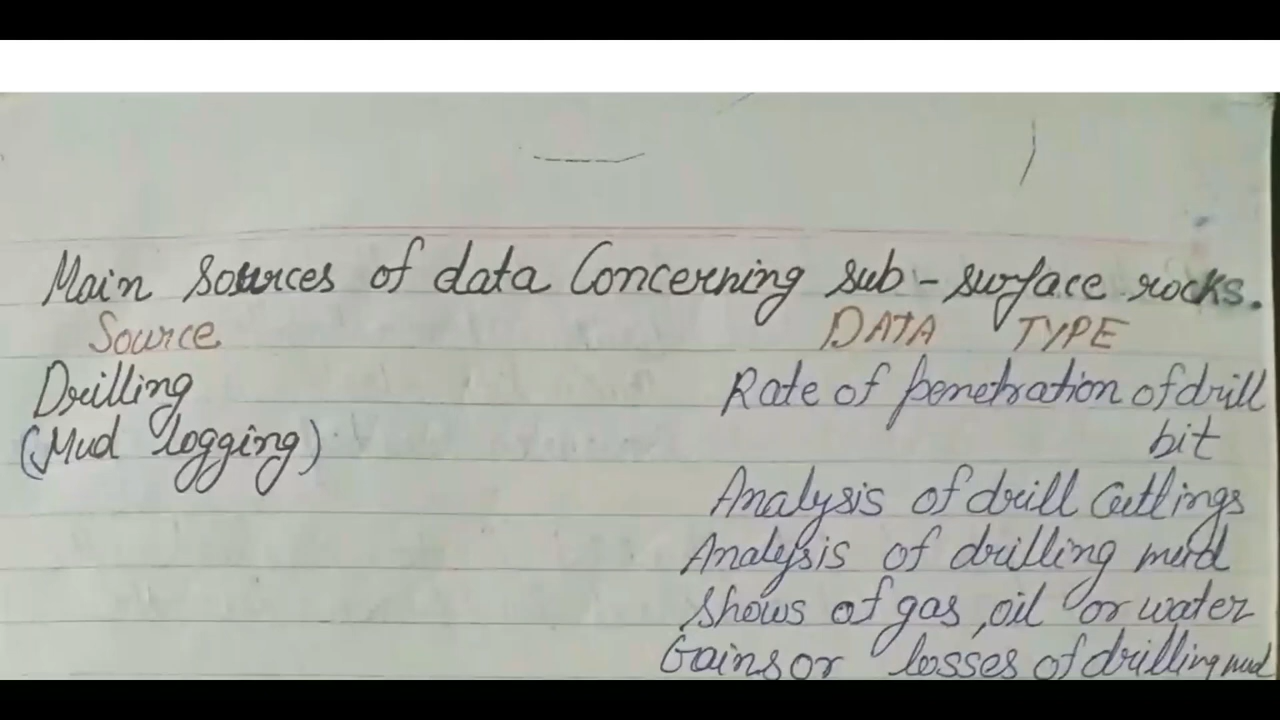 Main sources of data Concerning sub-surface rocks.
Source DATA TYPE
Drilling Rate of penetration of drill
(Mud logging) bit
Analysis of drill cuttings
Analysis of drilling mud
Shows of gas, oil or water
Gains or losses of drilling mud